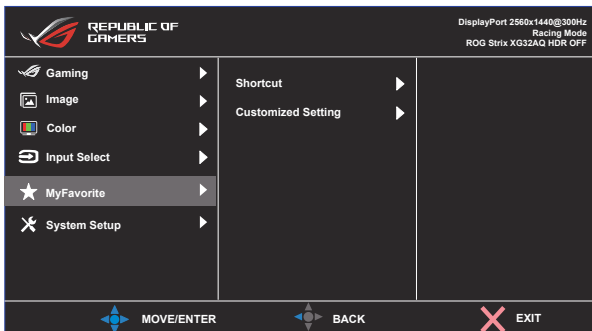 REPUBLIC OF
GAMERS
DisplayPort 2560x1440@300Hz
Racing Mode
ROG Strix XG32AQ HDR OFF
Gaming
Image
Color
Input Select
MyFavorite
System Setup
Shortcut
Customized Setting
MOVE/ENTER
BACK
EXIT